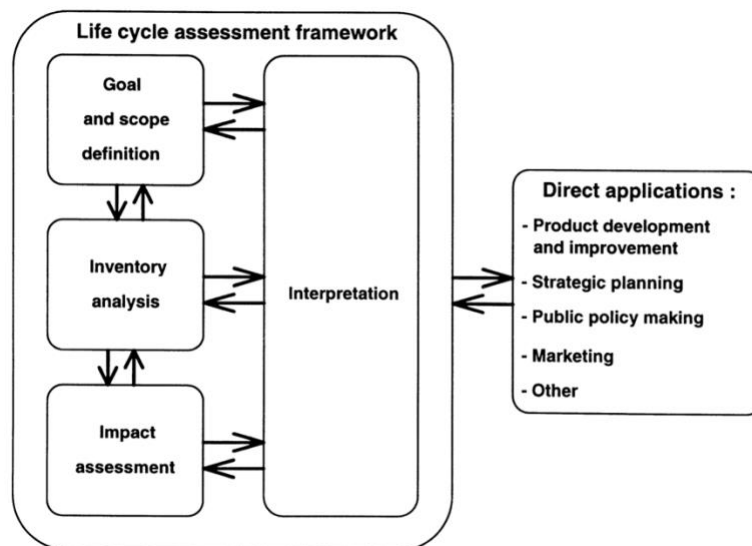 Life cycle assessment framework
Goal
and scope
definition
Inventory
analysis
Impact
assessment
Interpretation
Direct applications :
- Product development
and improvement
- Strategic planning
- Public policy making
- Marketing
- Other